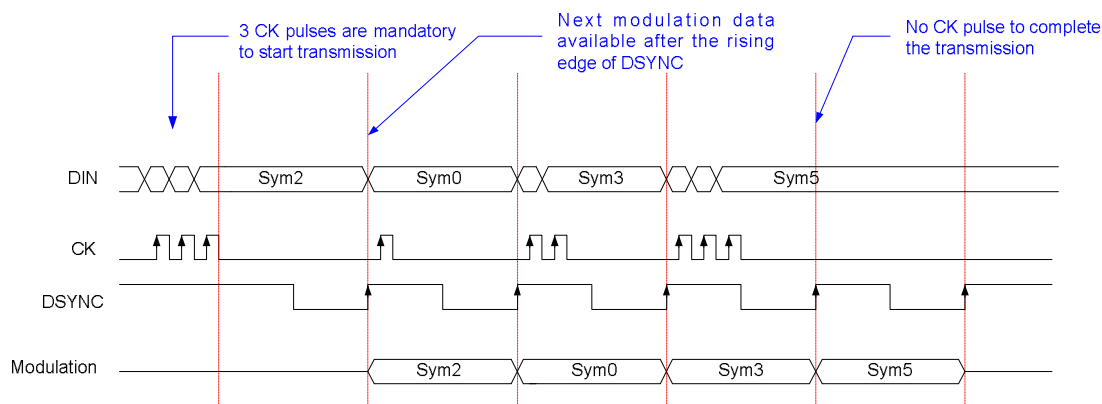 3 CK pulses are mandatory
to start transmission
Next modulation data
available after the rising
edge of DSYNC
No CK pulse to complete
the transmission
DIN
Sym2
Sym0
Sym3
Sym5
CK
DSYNC
Modulation
Sym2
Sym0
Sym3
Sym5